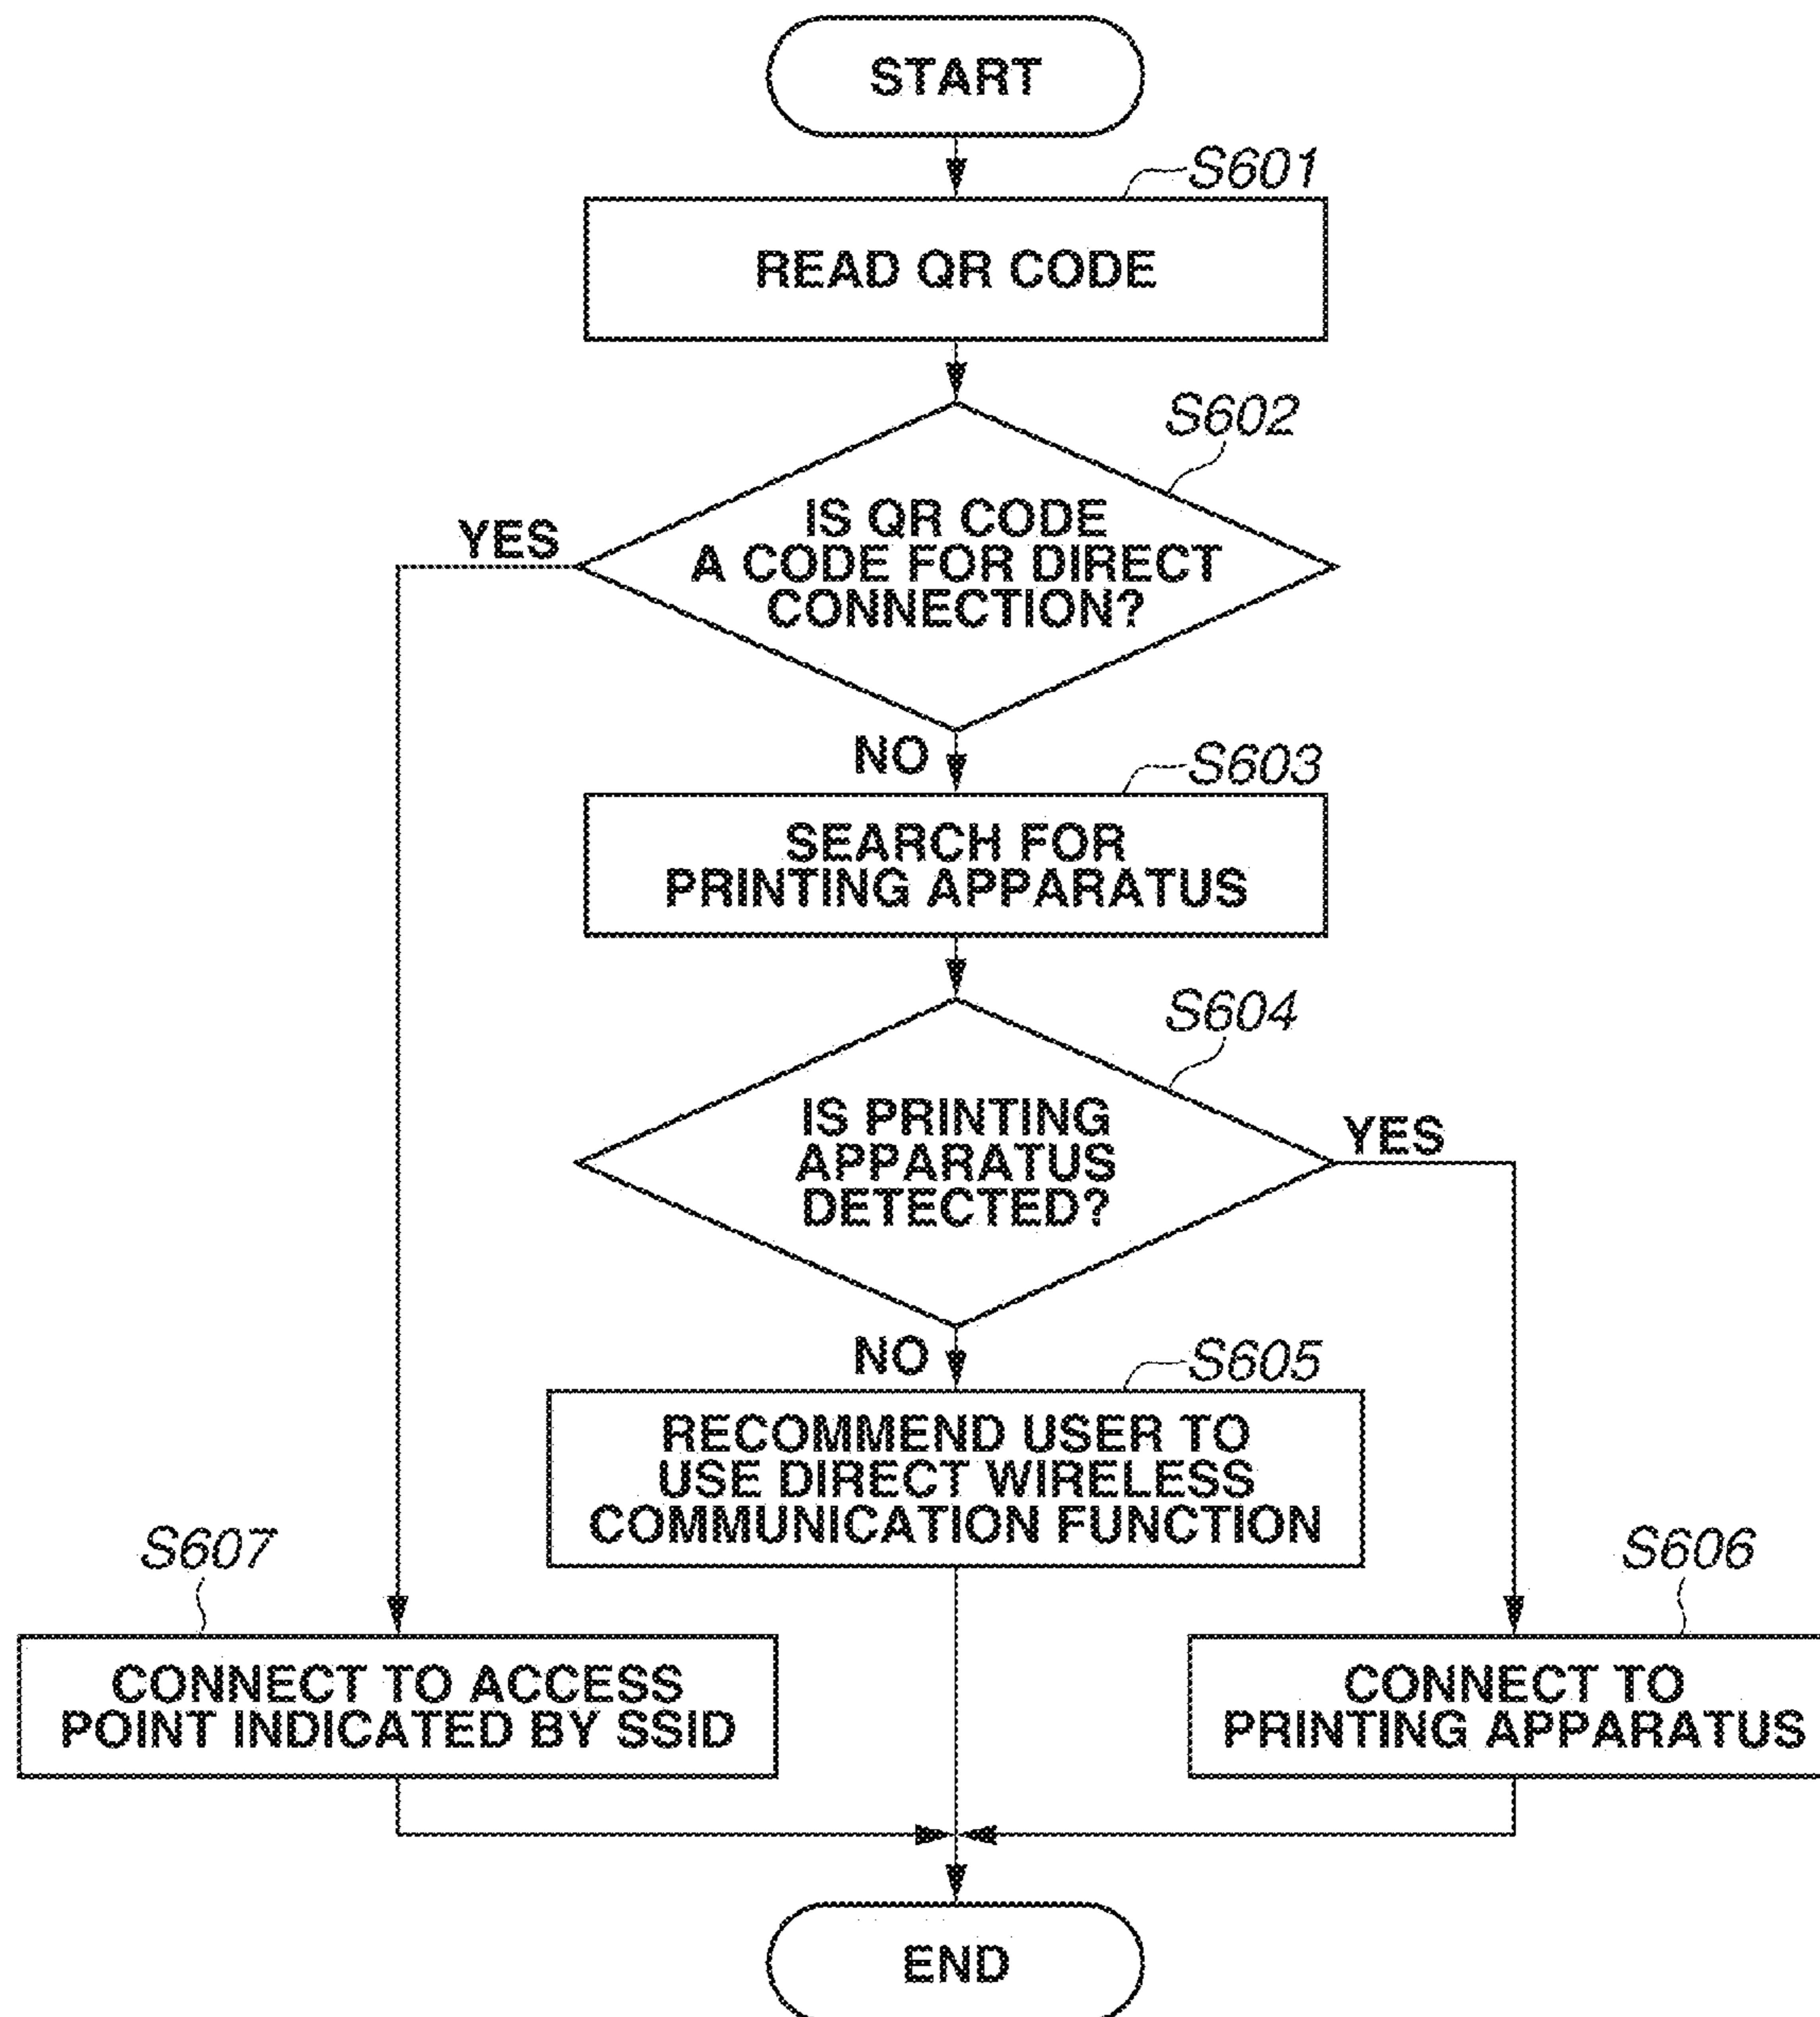 START
S601
READ QR CODE
S602
IS QR CODE
A CODE FOR DIRECT
CONNECTION?
YES
NO
S603
SEARCH FOR
PRINTING APPARATUS
S604
IS PRINTING
APPARATUS
DETECTED?
YES
NO
S605
RECOMMEND USER TO
USE DIRECT WIRELESS
COMMUNICATION FUNCTION
S607
CONNECT TO ACCESS
POINT INDICATED BY SSID
S606
CONNECT TO
PRINTING APPARATUS
END